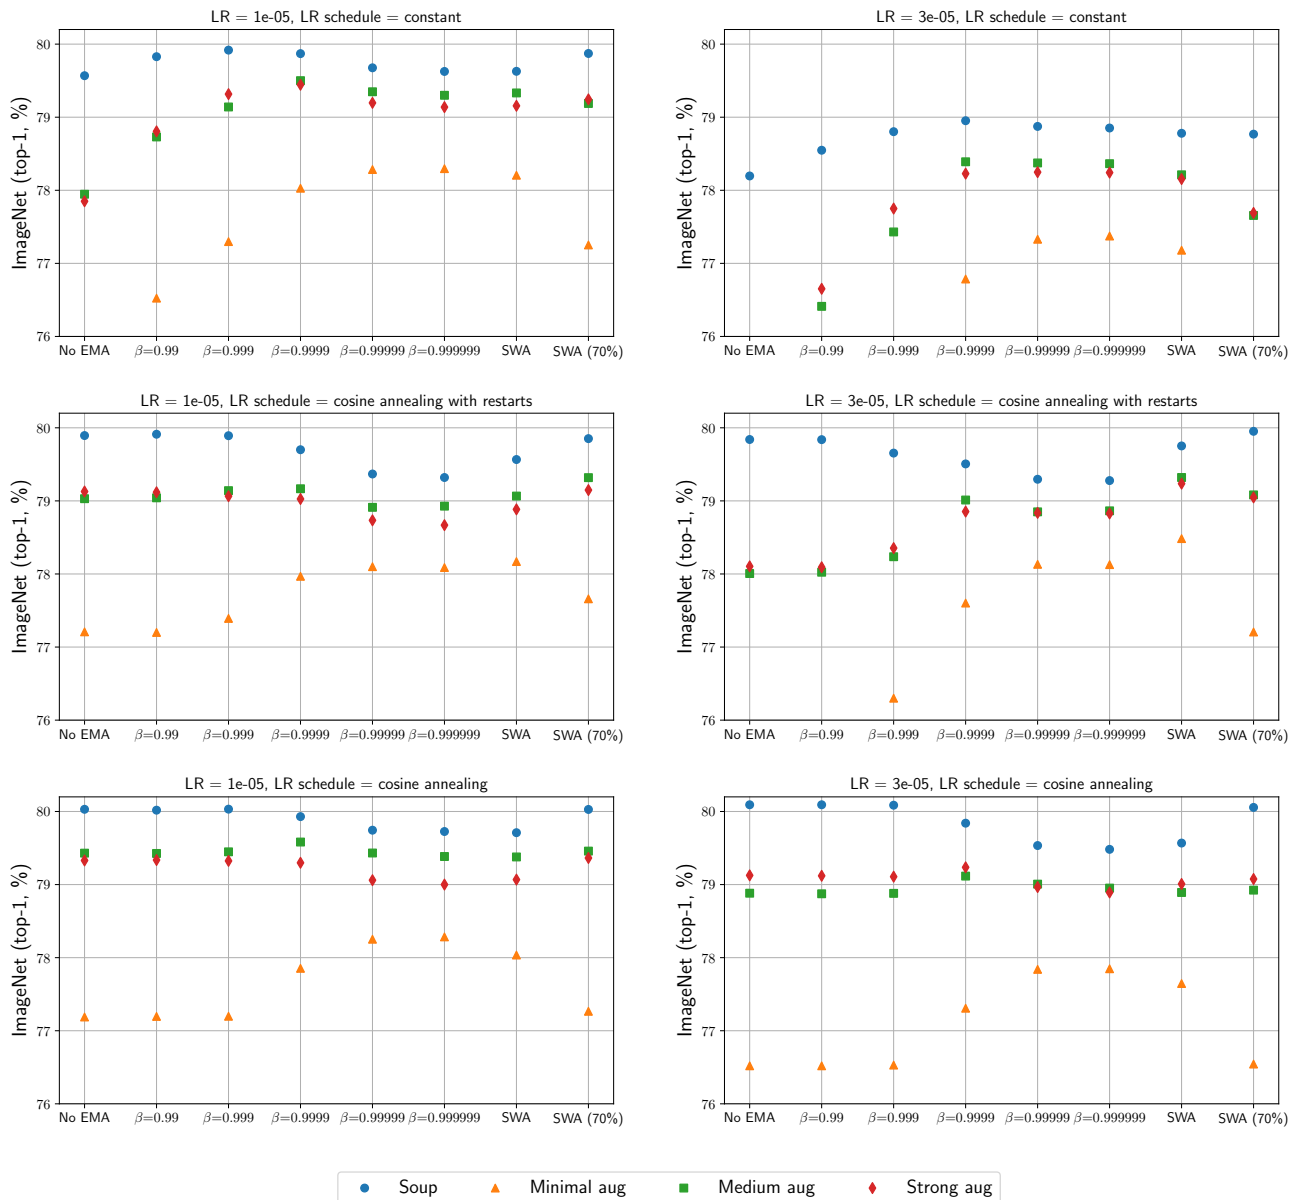 LR = 1e-05, LR schedule = constant
ImageNet (top-1, %)
80
79
78
77
76
No EMA β=0.99 β=0.999 β=0.9999 β=0.99999 β=0.999999 SWA SWA (70%)
LR = 3e-05, LR schedule = constant
ImageNet (top-1, %)
80
79
78
77
76
No EMA β=0.99 β=0.999 β=0.9999 β=0.99999 β=0.999999 SWA SWA (70%)
LR = 1e-05, LR schedule = cosine annealing with restarts
ImageNet (top-1, %)
80
79
78
77
76
No EMA β=0.99 β=0.999 β=0.9999 β=0.99999 β=0.999999 SWA SWA (70%)
LR = 3e-05, LR schedule = cosine annealing with restarts
ImageNet (top-1, %)
80
79
78
77
76
No EMA β=0.99 β=0.999 β=0.9999 β=0.99999 β=0.999999 SWA SWA (70%)
LR = 1e-05, LR schedule = cosine annealing
ImageNet (top-1, %)
80
79
78
77
76
No EMA β=0.99 β=0.999 β=0.9999 β=0.99999 β=0.999999 SWA SWA (70%)
LR = 3e-05, LR schedule = cosine annealing
ImageNet (top-1, %)
80
79
78
77
76
No EMA β=0.99 β=0.999 β=0.9999 β=0.99999 β=0.999999 SWA SWA (70%)
Soup Minimal aug Medium aug Strong aug